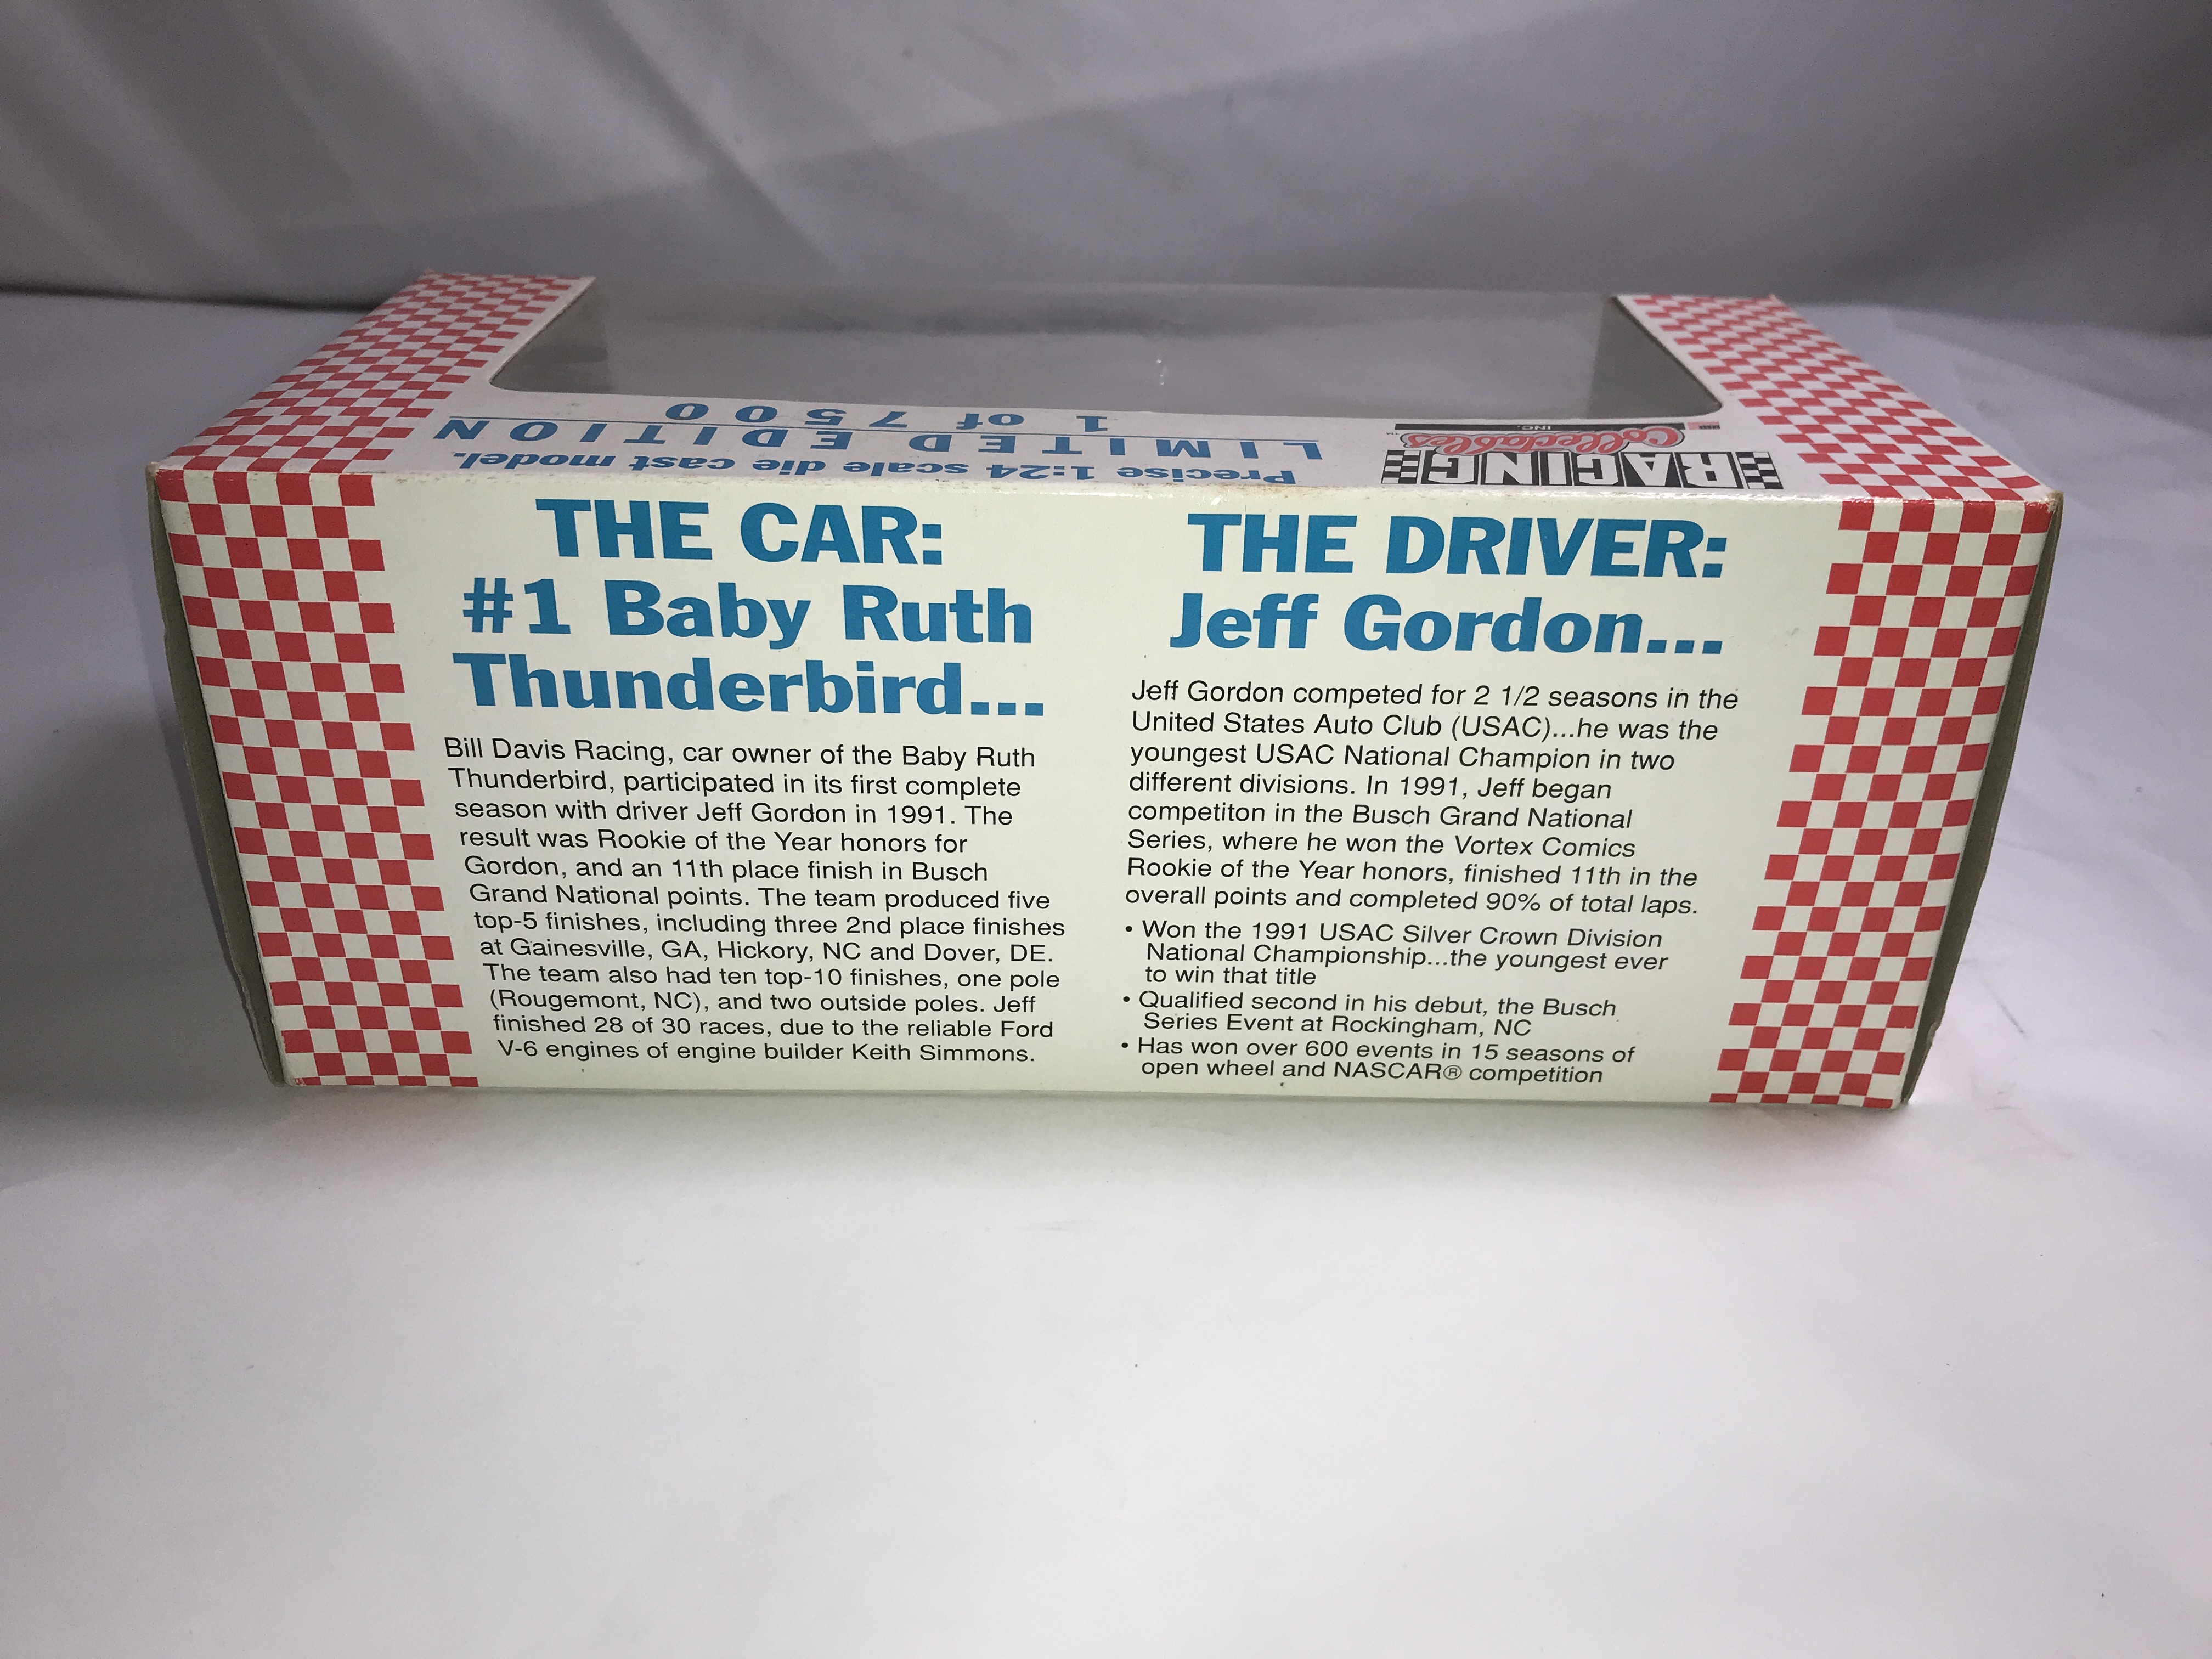 1 of 7500
LIMITED EDITION
Precise 1:24 scale die cast model.
RACING
Collectables
INC.
THE CAR:
#1 Baby Ruth
Thunderbird...
Bill Davis Racing, car owner of the Baby Ruth
Thunderbird, participated in its first complete
season with driver Jeff Gordon in 1991. The
result was Rookie of the Year honors for
Gordon, and an 11th place finish in Busch
Grand National points. The team produced five
top-5 finishes, including three 2nd place finishes
at Gainesville, GA, Hickory, NC and Dover, DE.
The team also had ten top-10 finishes, one pole
(Rougemont, NC), and two outside poles. Jeff
finished 28 of 30 races, due to the reliable Ford
V-6 engines of engine builder Keith Simmons.
THE DRIVER:
Jeff Gordon...
Jeff Gordon competed for 2 1/2 seasons in the
United States Auto Club (USAC)...he was the
youngest USAC National Champion in two
different divisions. In 1991, Jeff began
competiton in the Busch Grand National
Series, where he won the Vortex Comics
Rookie of the Year honors, finished 11th in the
overall points and completed 90% of total laps.
• Won the 1991 USAC Silver Crown Division
National Championship...the youngest ever
to win that title
• Qualified second in his debut, the Busch
Series Event at Rockingham, NC
• Has won over 600 events in 15 seasons of
open wheel and NASCAR® competition